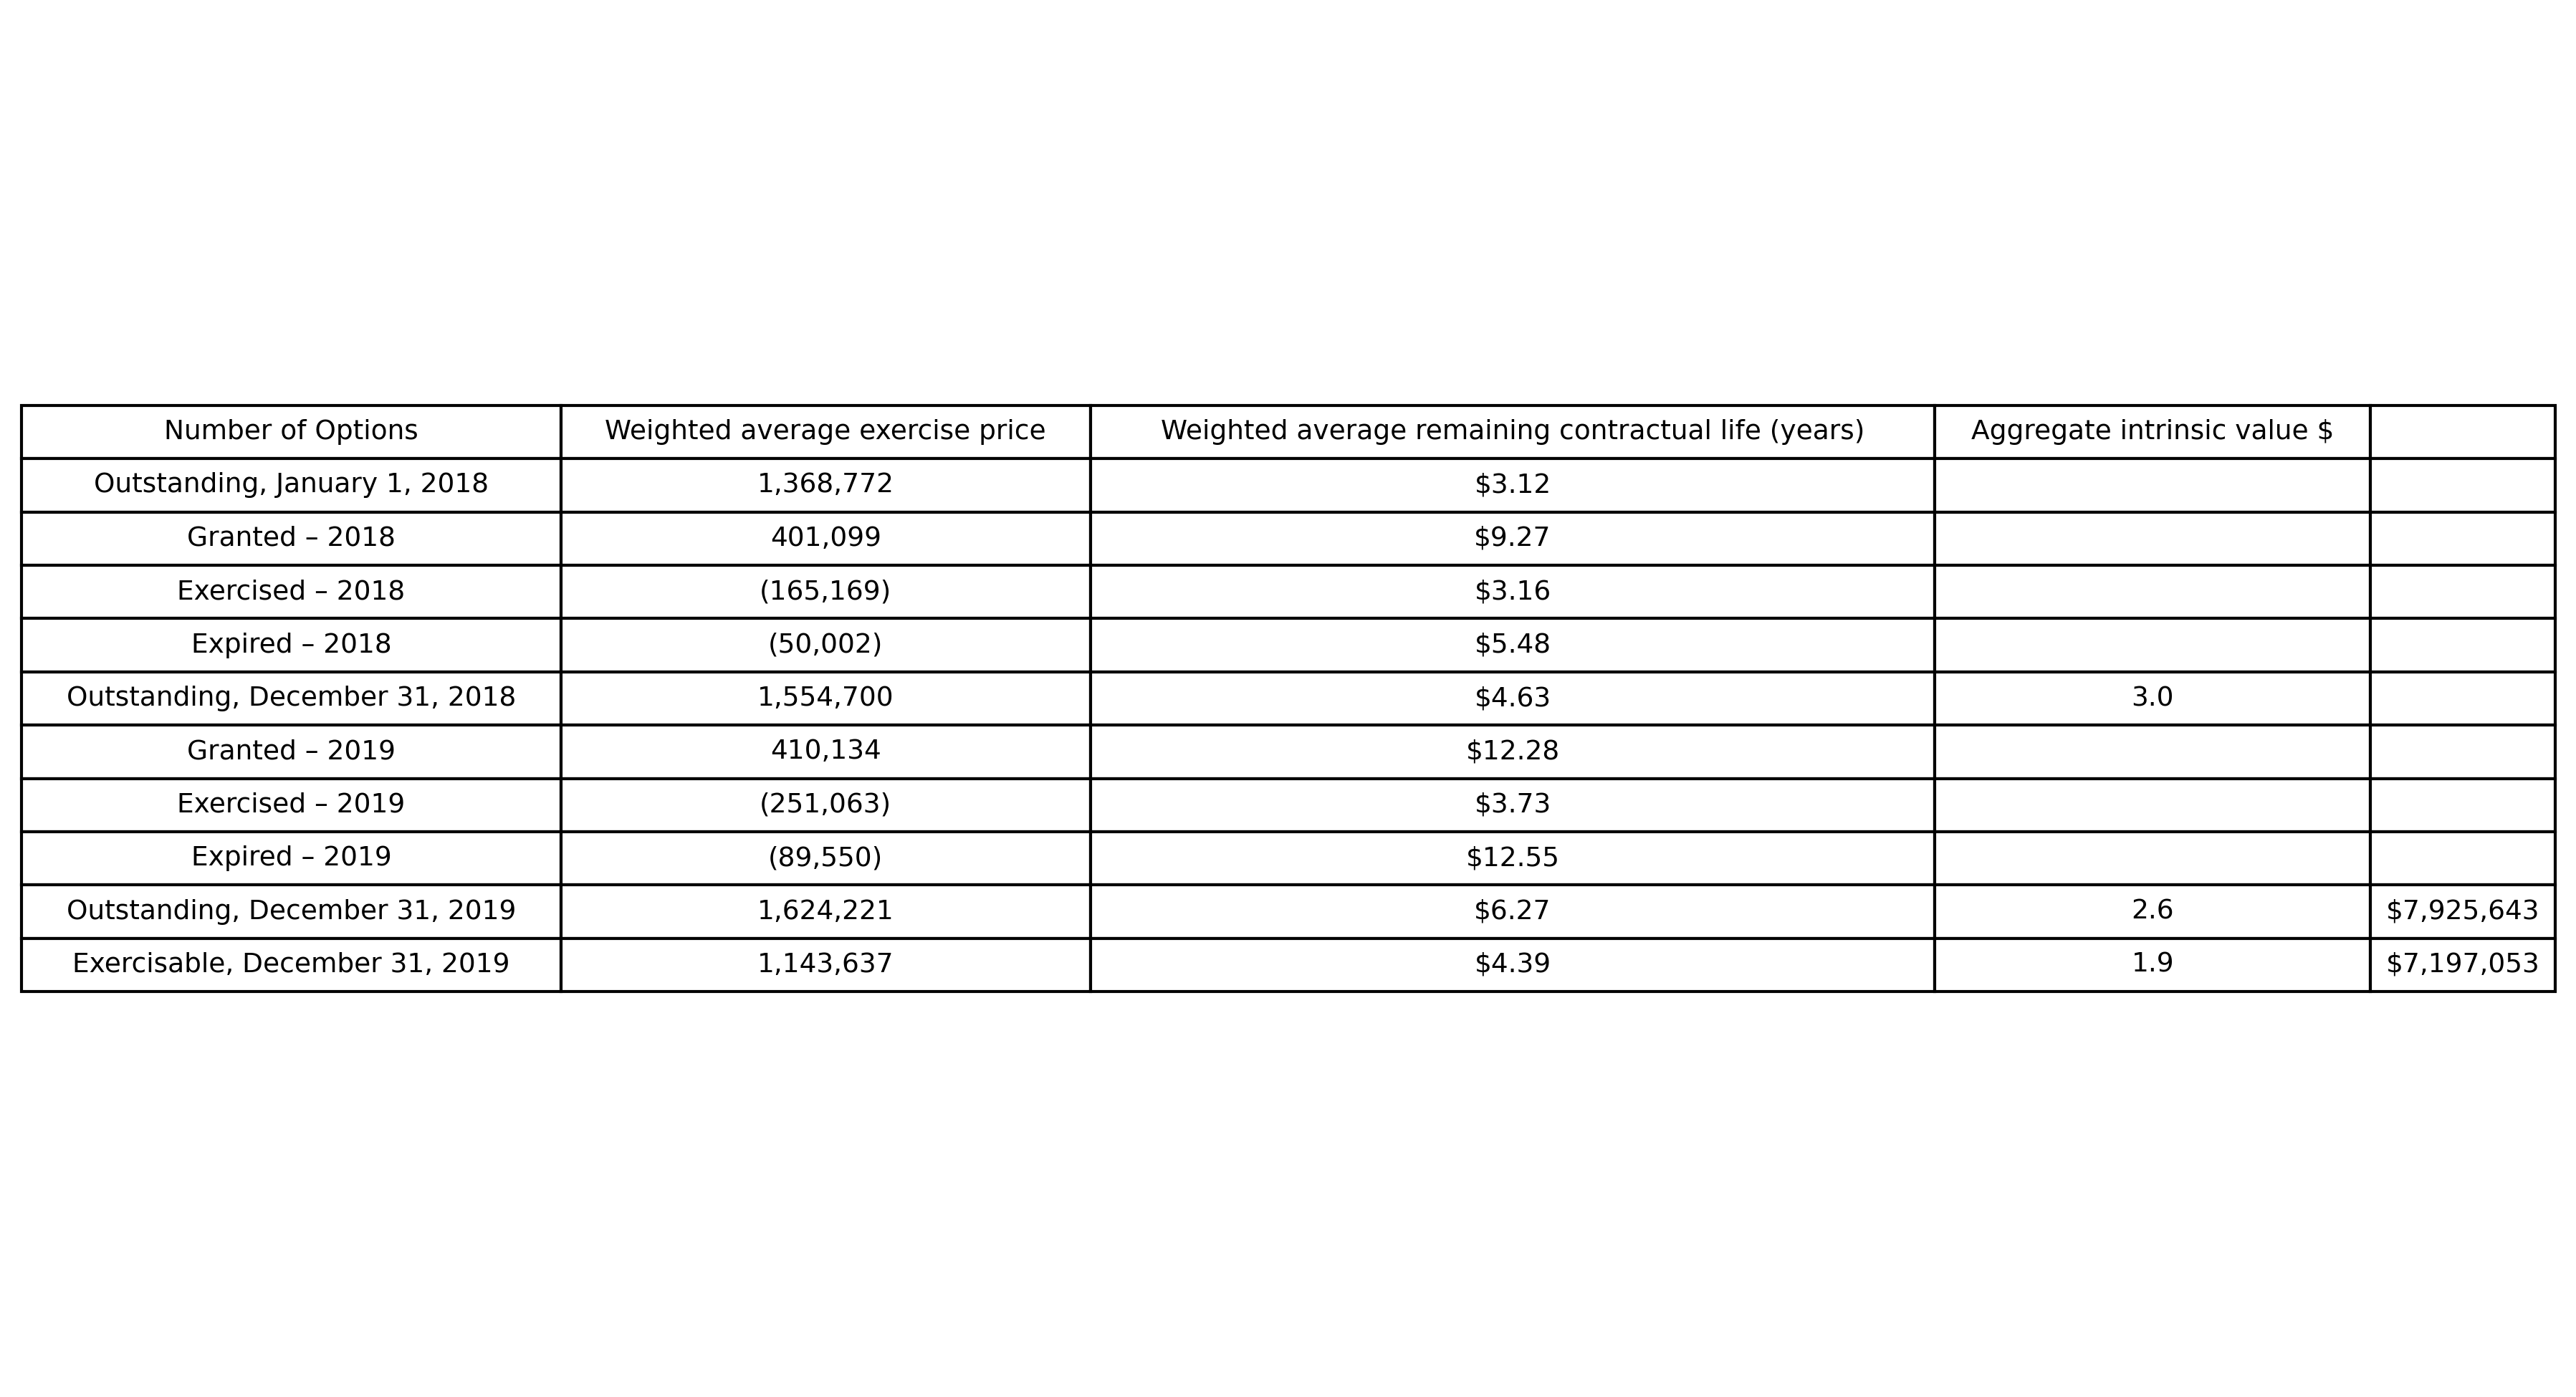 Number of Options Weighted average exercise price Weighted average remaining contractual life (years) Aggregate intrinsic value $
Outstanding, January 1, 2018 1,368,772 $3.12
Granted – 2018 401,099 $9.27
Exercised – 2018 (165,169) $3.16
Expired – 2018 (50,002) $5.48
Outstanding, December 31, 2018 1,554,700 $4.63 3.0
Granted – 2019 410,134 $12.28
Exercised – 2019 (251,063) $3.73
Expired – 2019 (89,550) $12.55
Outstanding, December 31, 2019 1,624,221 $6.27 2.6 $7,925,643
Exercisable, December 31, 2019 1,143,637 $4.39 1.9 $7,197,053